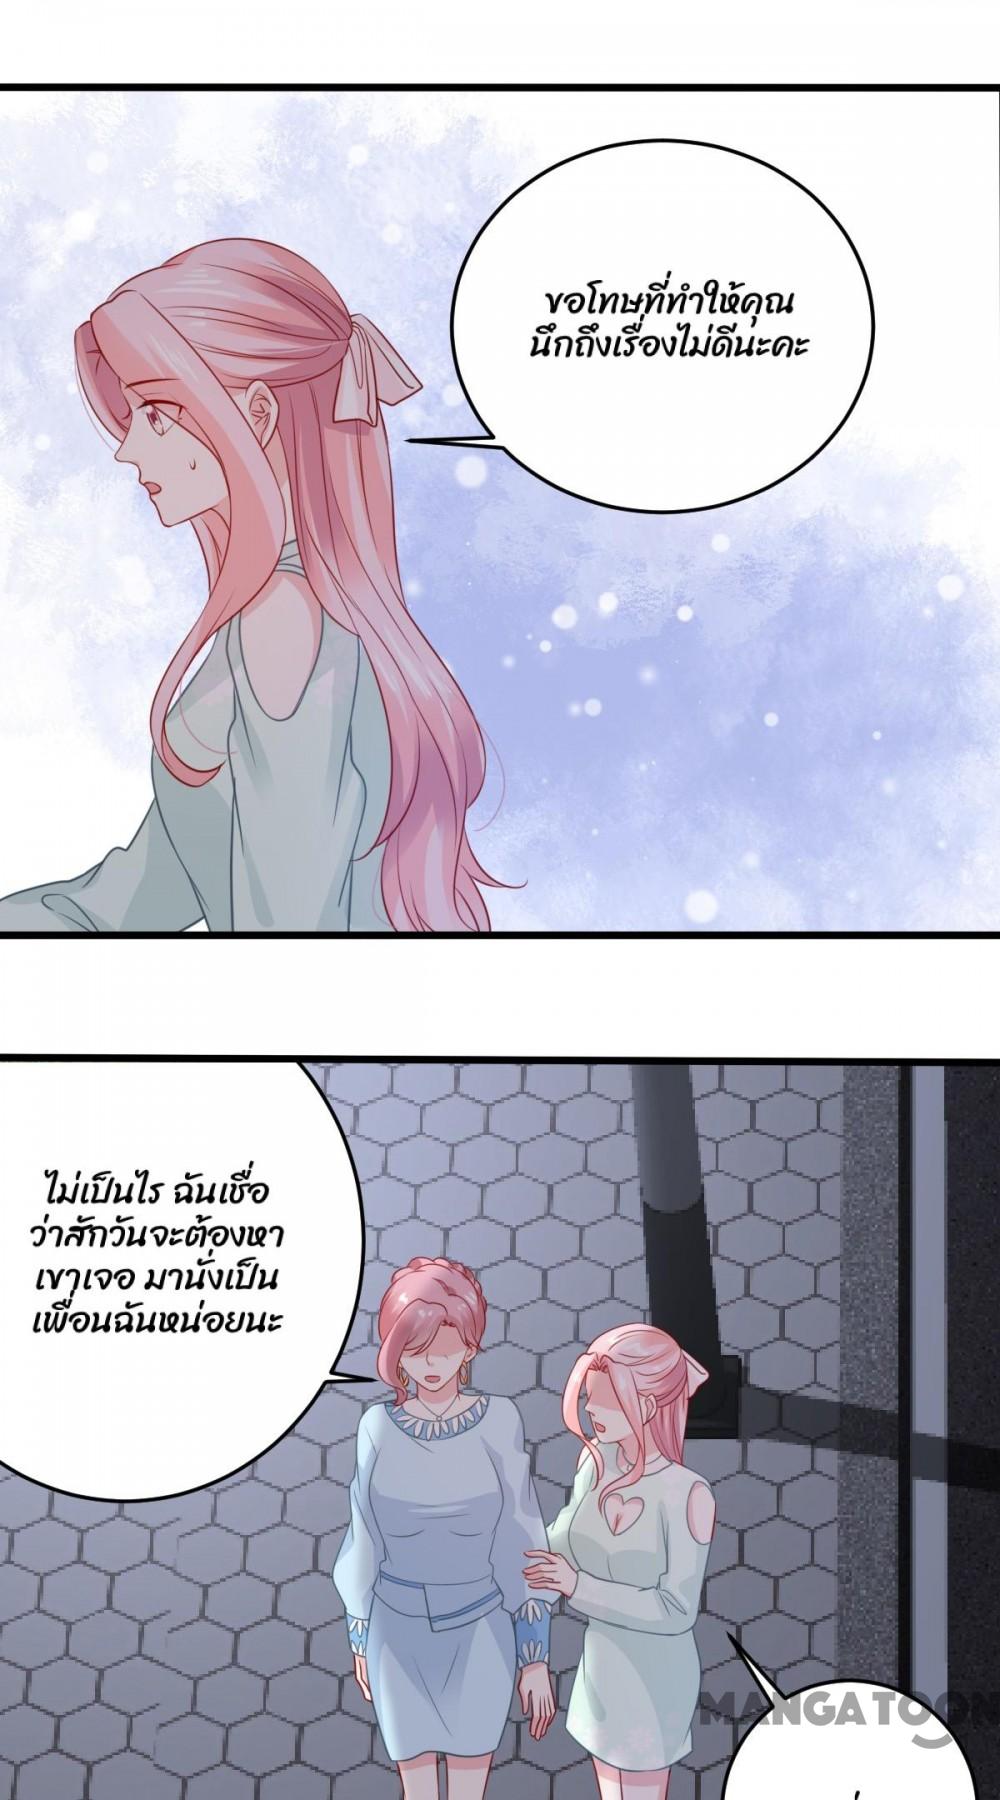 ขอโทษที่ทำให้คุณ
นึกถึงเรื่องไม่ดีนะคะ
ไม่เป็นไร ฉันเชื่อ
ว่าสักวันจะต้องหา
เขาเจอ มานั่งเป็น
เพื่อนฉันหน่อยนะ
MANGATOON